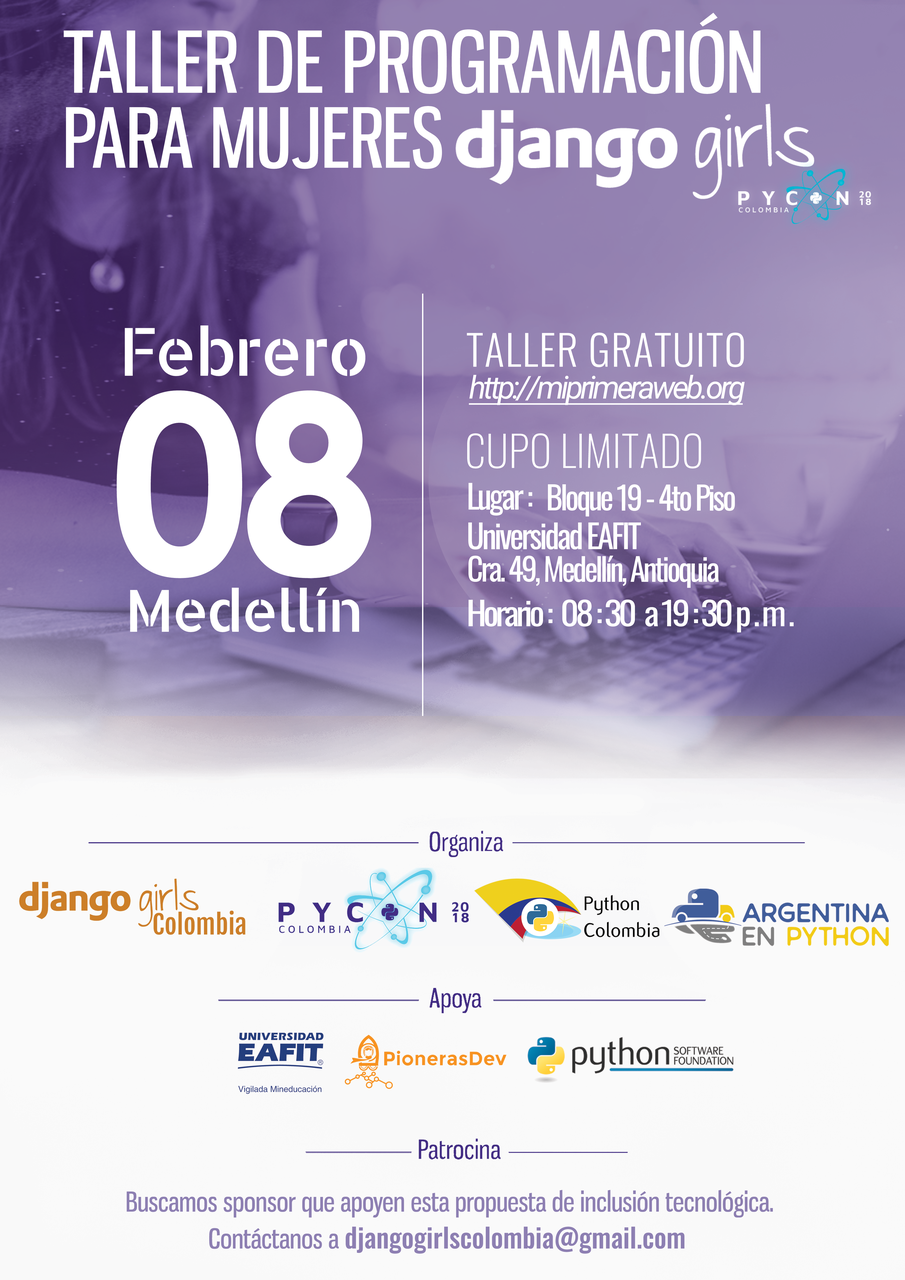 TALLER DE PROGRAMACIÓN
PARA MUJERES django girls
PYCON 2018
COLOMBIA
Febrero
08
Medellín
TALLER GRATUITO
http://miprimeraweb.org
CUPO LIMITADO
Lugar : Bloque 19 - 4to Piso
Universidad EAFIT
Cra. 49, Medellín, Antioquia
Horario : 08:30 a 19:30 p.m.
Organiza
django girls
Colombia
PYCON 2018
COLOMBIA
Python
Colombia
ARGENTINA
EN PYTHON
Apoya
UNIVERSIDAD
EAFIT®
Vigilada Mineducación
PionerasDev
python SOFTWARE
FOUNDATION
Patrocina
Buscamos sponsor que apoyen esta propuesta de inclusión tecnológica.
Contáctanos a djangogirlscolombia@gmail.com